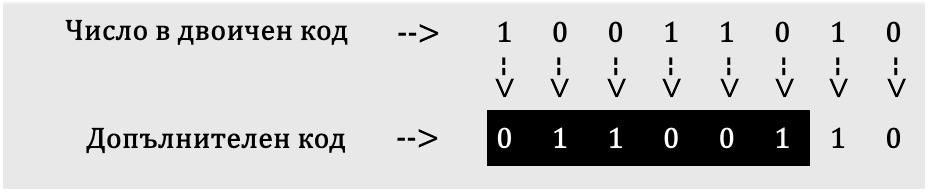 Число в двоичен код --> 1 0 0 1 1 0 1 0
Допълнителен код --> 0 1 1 0 0 1 1 0